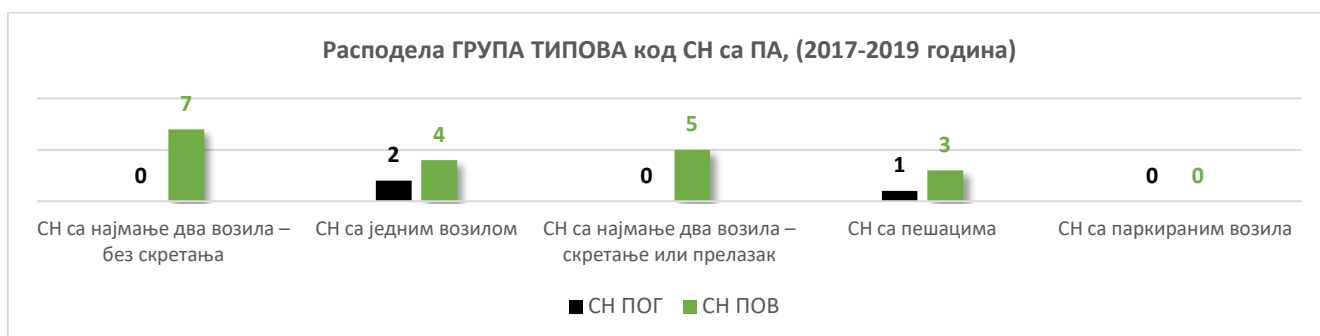 Расподела ГРУПА ТИПОВА код СН са ПА, (2017-2019 година)
0 7 2 4 0 5 1 3 0 0
СН са најмање два возила –
без скретања
СН са једним возилом
СН са најмање два возила –
скретање или прелазак
СН са пешацима
СН са паркираним возила
СН ПОГ СН ПОВ